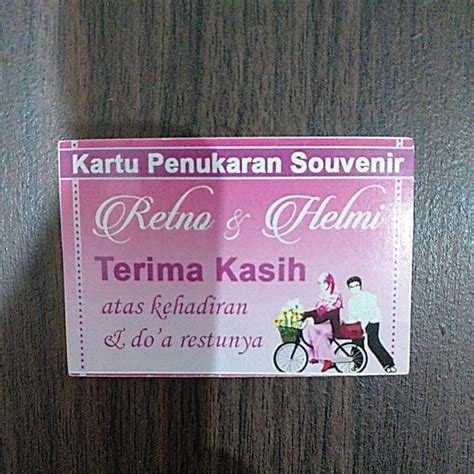 Kartu Penukaran Souvenir
Retno & Helmi
Terima Kasih
atas kehadiran
& do'a restunya